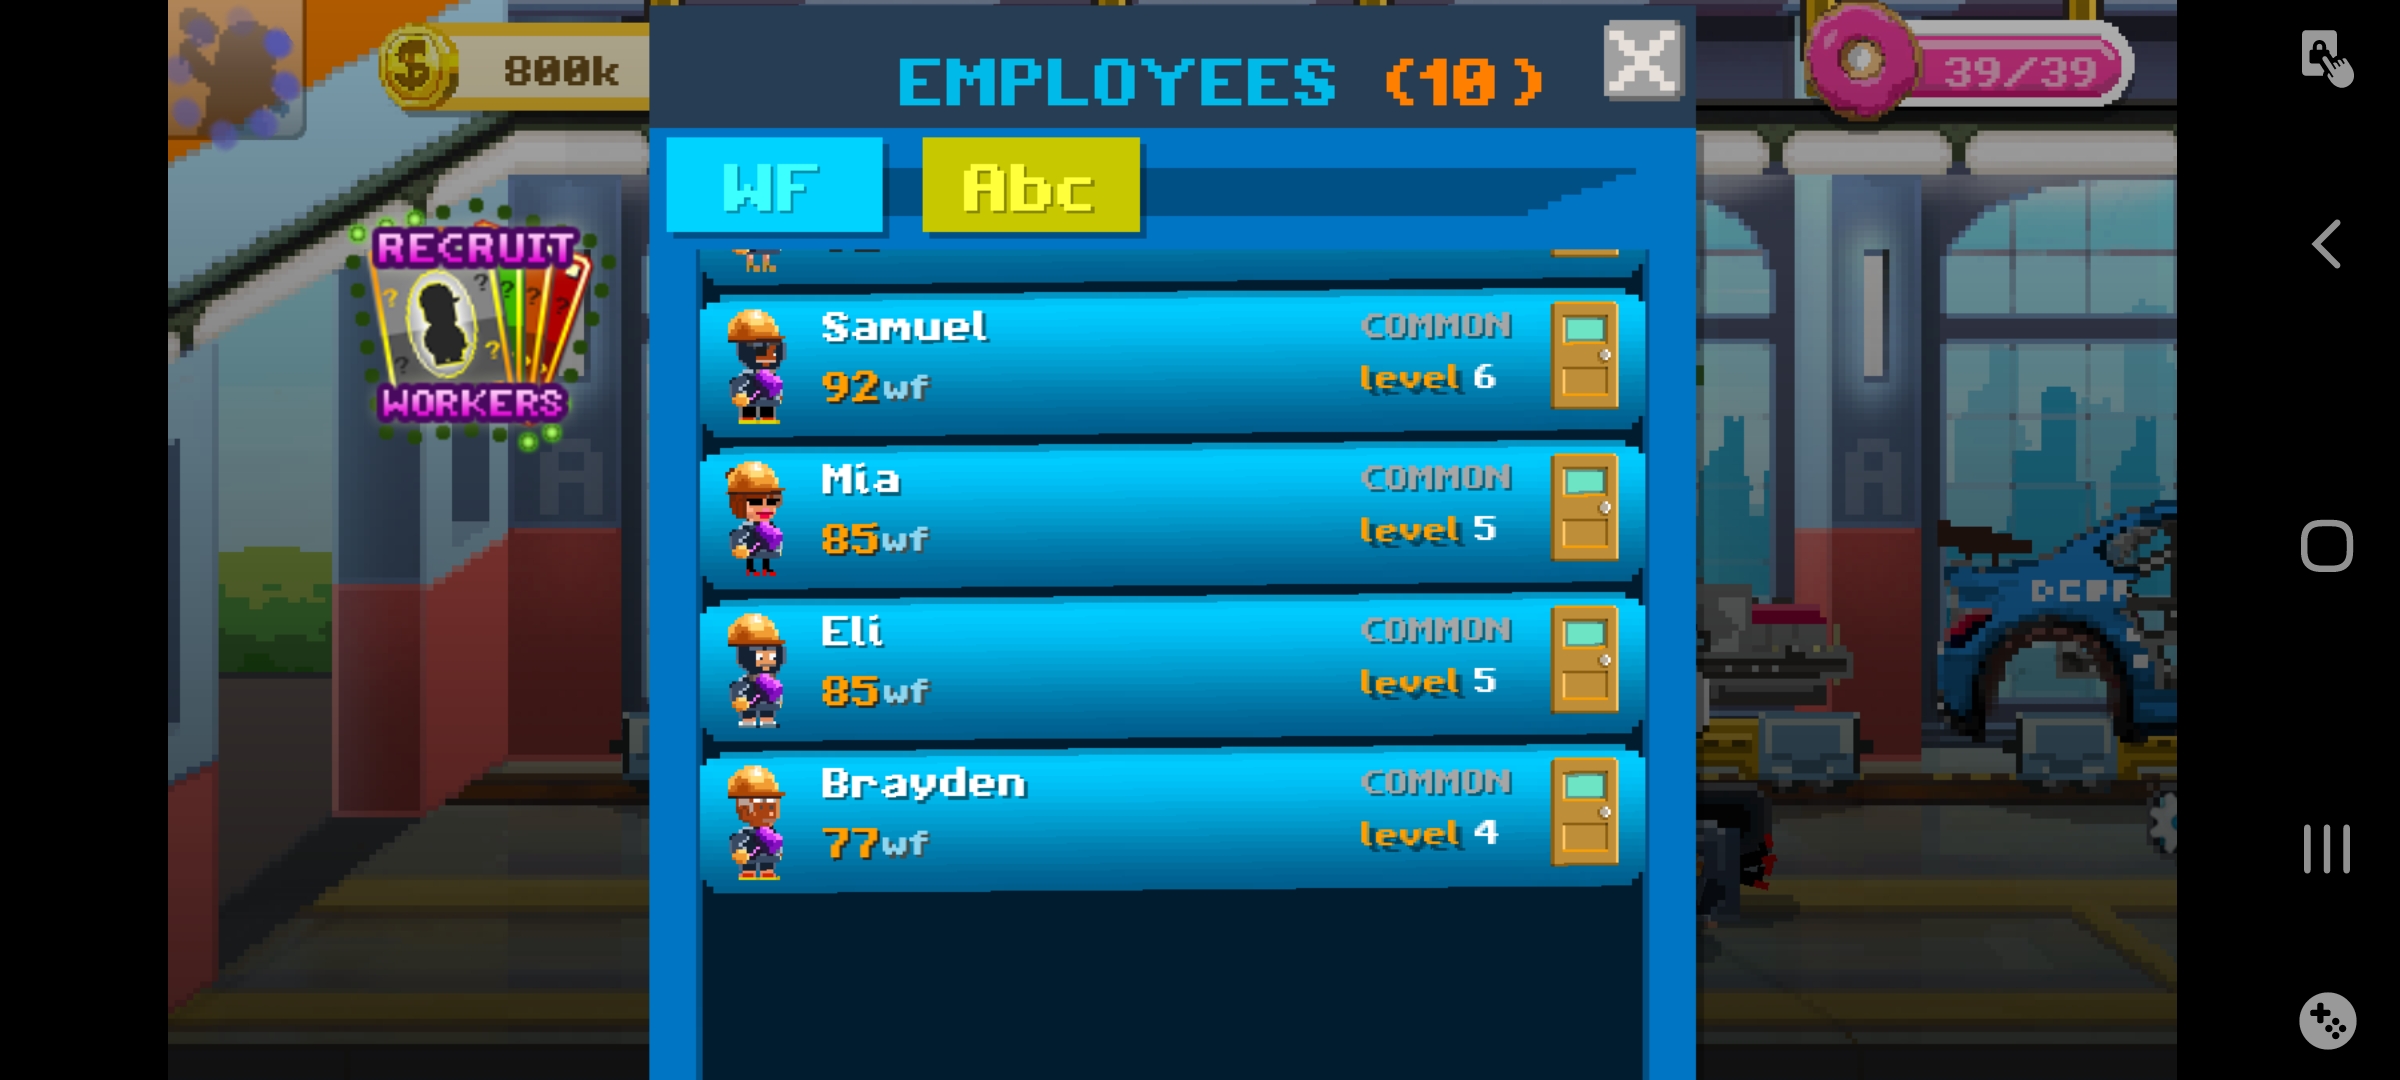 800k
EMPLOYEES (10)
39/39
WF
Abc
RECRUIT
WORKERS
Samuel
COMMON
92wf
level 6
Mia
COMMON
85wf
level 5
Eli
COMMON
85wf
level 5
Brayden
COMMON
77wf
level 4
A
A